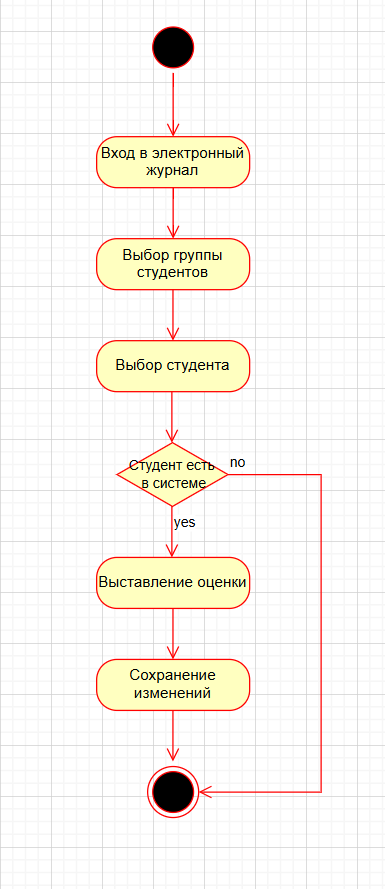 Вход в электронный
журнал
Выбор группы
студентов
Выбор студента
Студент есть
в системе
no
yes
Выставление оценки
Сохранение
изменений